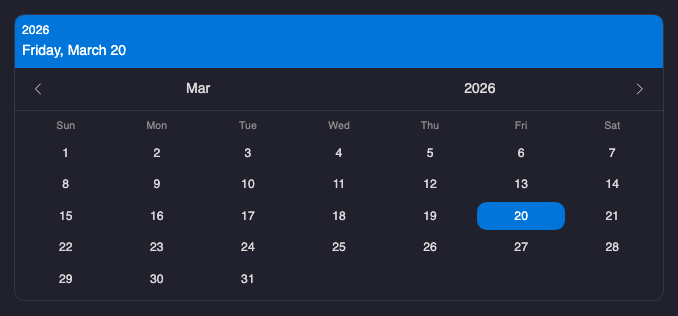 2026
Friday, March 20
Mar 2026
Sun Mon Tue Wed Thu Fri Sat
1 2 3 4 5 6 7
8 9 10 11 12 13 14
15 16 17 18 19 20 21
22 23 24 25 26 27 28
29 30 31